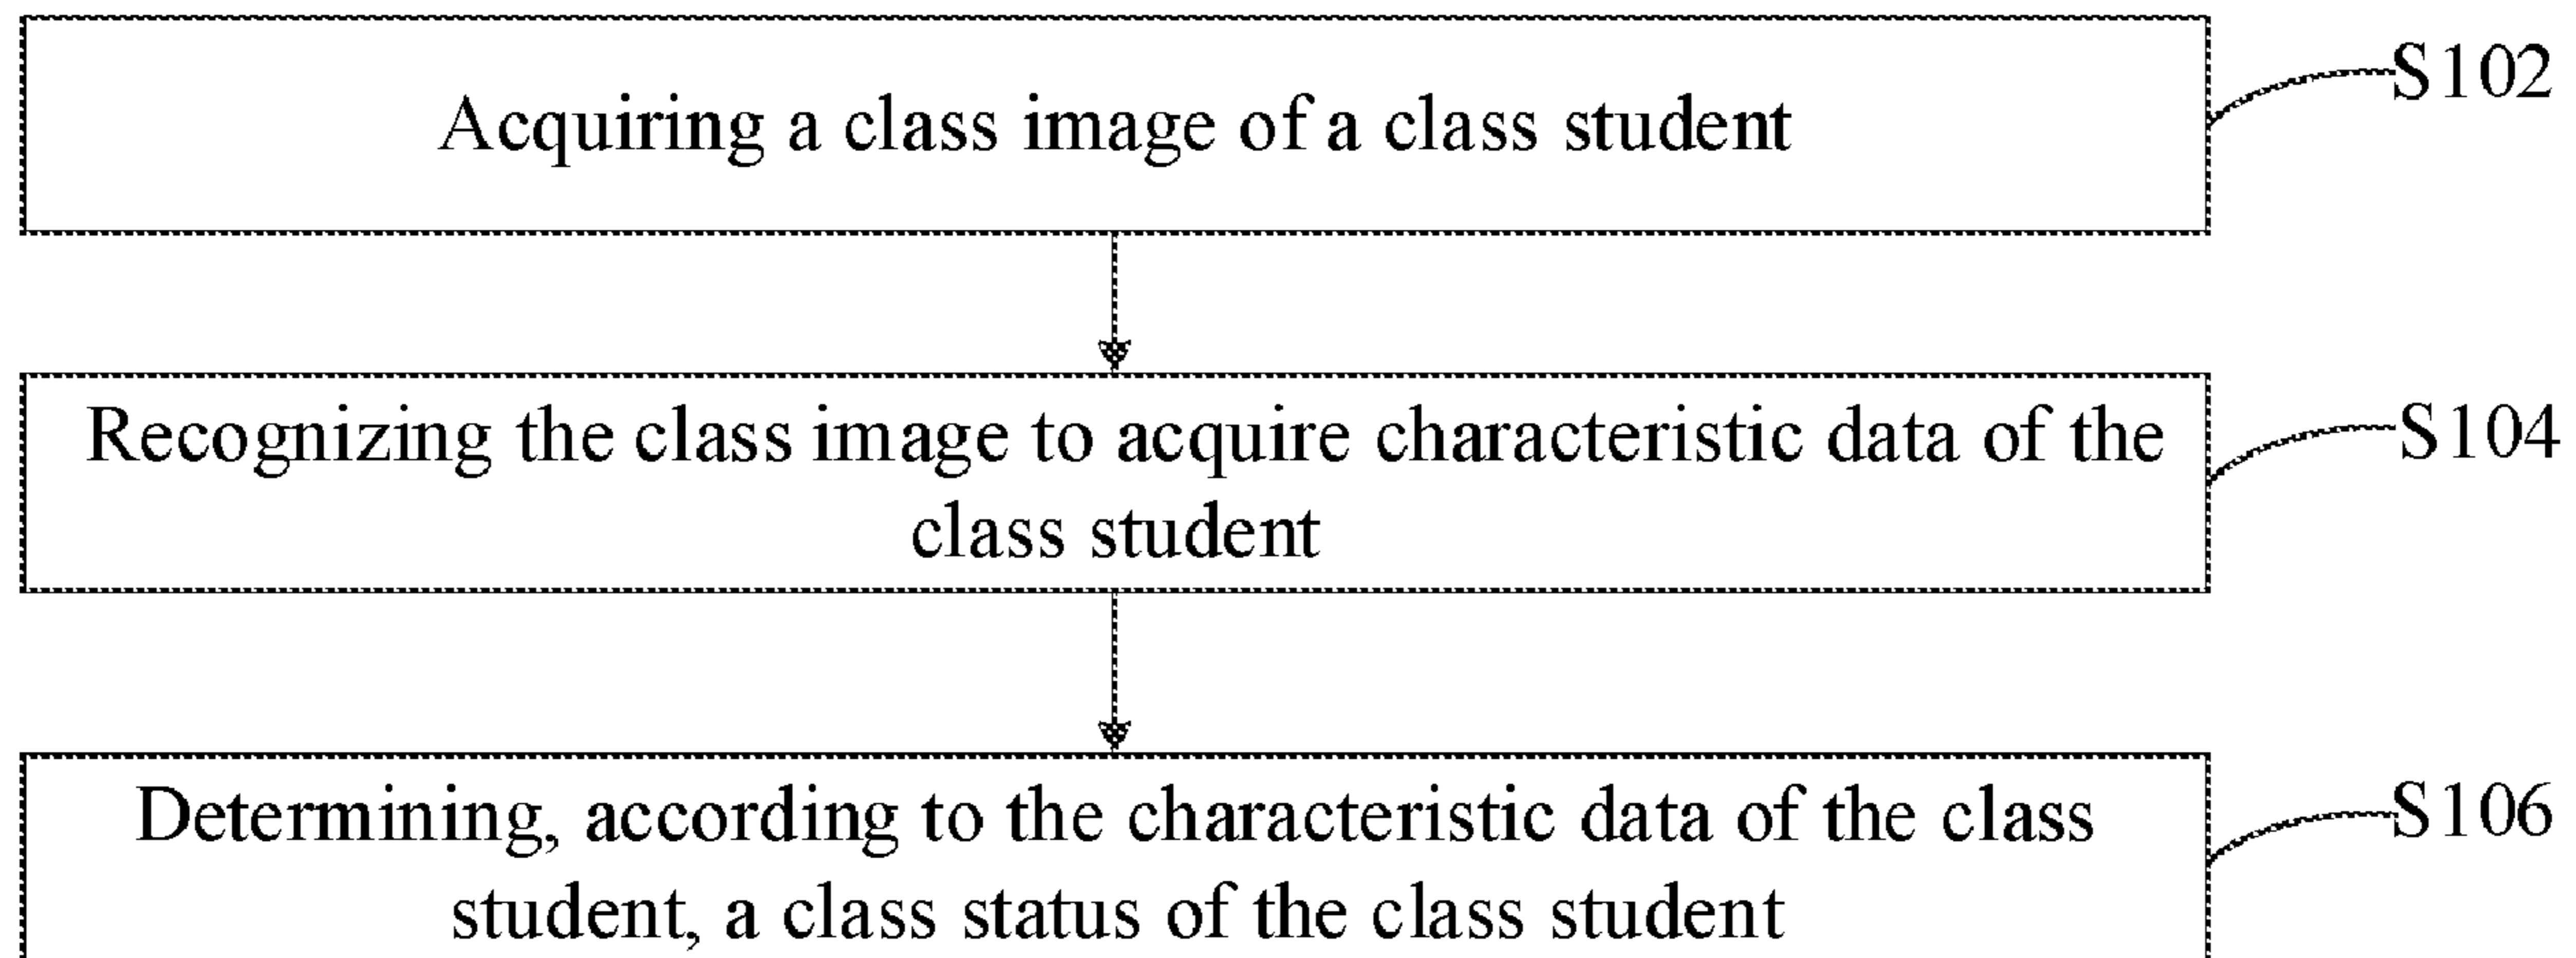 Acquiring a class image of a class student
S102
Recognizing the class image to acquire characteristic data of the
class student
S104
Determining, according to the characteristic data of the class
student, a class status of the class student
S106